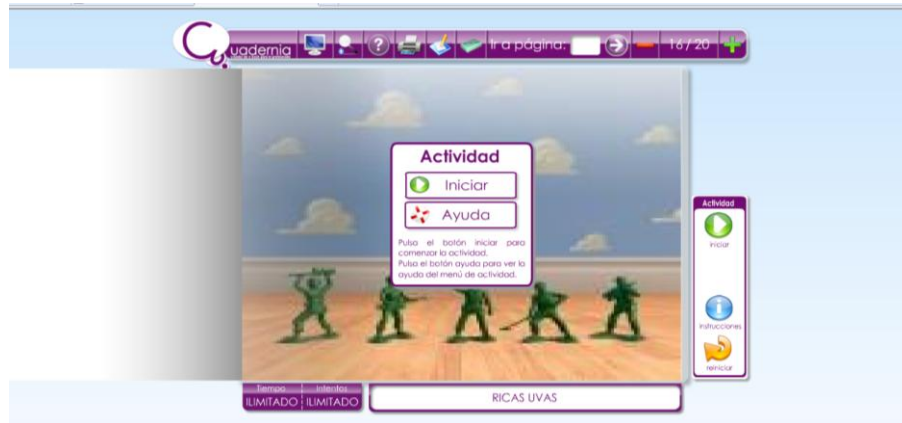 Cuadernia
Ir a página:
16/20
Actividad
Iniciar
Ayuda
Pulsa el botón iniciar para
comenzar la actividad.
Pulsa el botón ayuda para ver la
ayuda del menú de actividad.
Actividad
Iniciar
Instrucciones
reiniciar
Tiempo Intentos
ILIMITADO ILIMITADO
RICAS UVAS